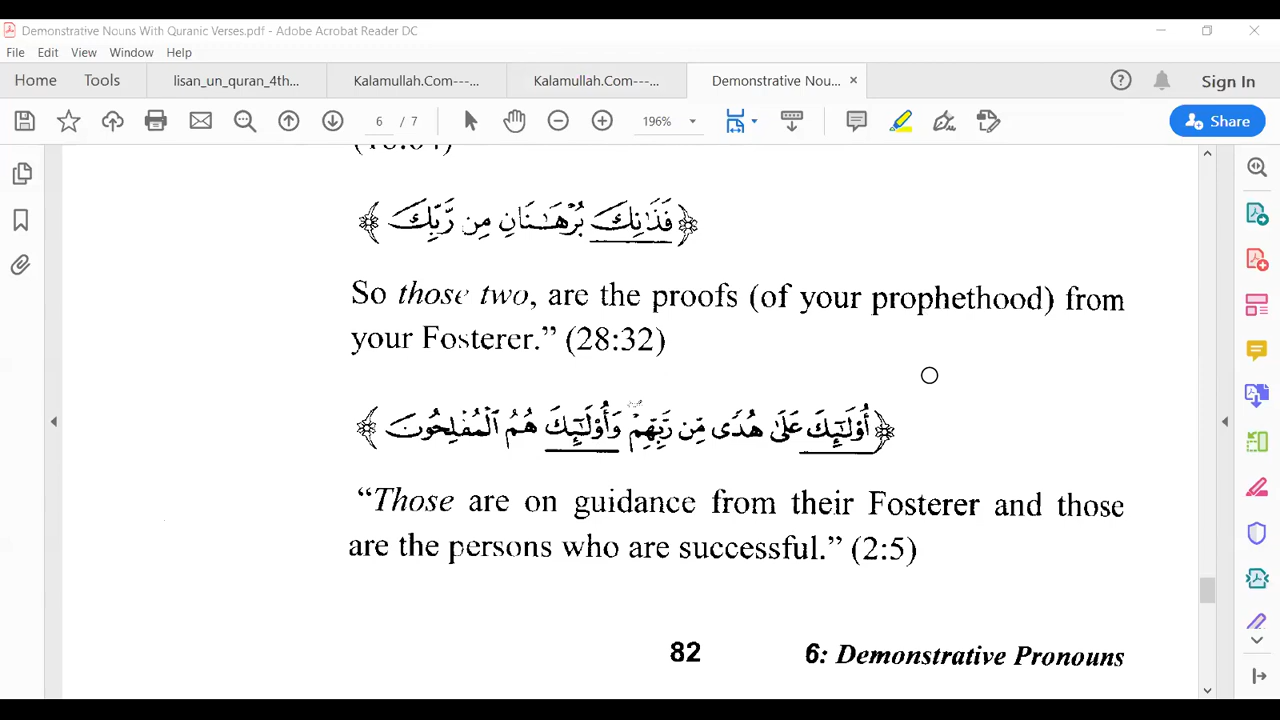 Demonstrative Nouns With Quranic Verses.pdf - Adobe Acrobat Reader DC
File Edit View Window Help
Home Tools lisan_un_quran_4th... Kalamullah.Com---... Kalamullah.Com---... Demonstrative Nou... ×
Sign In
6 / 7 196% Share
﴿فَذَٰنِكَ بُرْهَـٰنَانِ مِن رَّبِّكَ﴾
So those two, are the proofs (of your prophethood) from
your Fosterer.” (28:32)
﴿أُوْلَـٰٓئِكَ عَلَىٰ هُدًى مِّن رَّبِّهِمْ وَأُوْلَـٰٓئِكَ هُمُ ٱلْمُفْلِحُونَ﴾
“Those are on guidance from their Fosterer and those
are the persons who are successful.” (2:5)
82 6: Demonstrative Pronouns